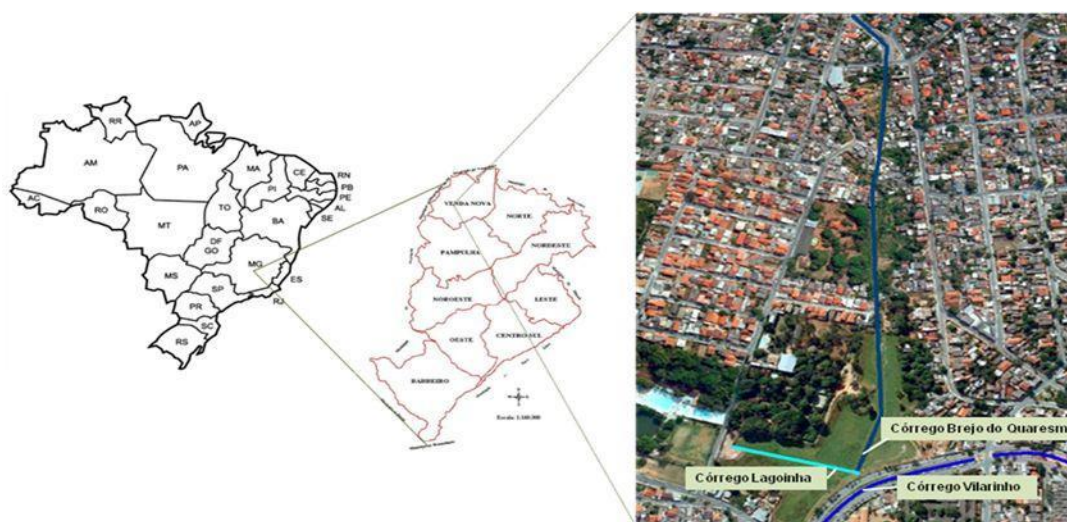 RR
AP
AM
PA
MA
CE
RN
PB
PE
AL
SE
PI
AC
RO
TO
BA
MT
DF
GO
MG
MS
ES
SP
RJ
PR
SC
RS
VENDA NOVA
NORTE
NORDESTE
PAMPULHA
NOROESTE
LESTE
OESTE
CENTRO SUL
BARREIRO
Córrego Brejo do Quaresm
Córrego Lagoinha
Córrego Vilarinho